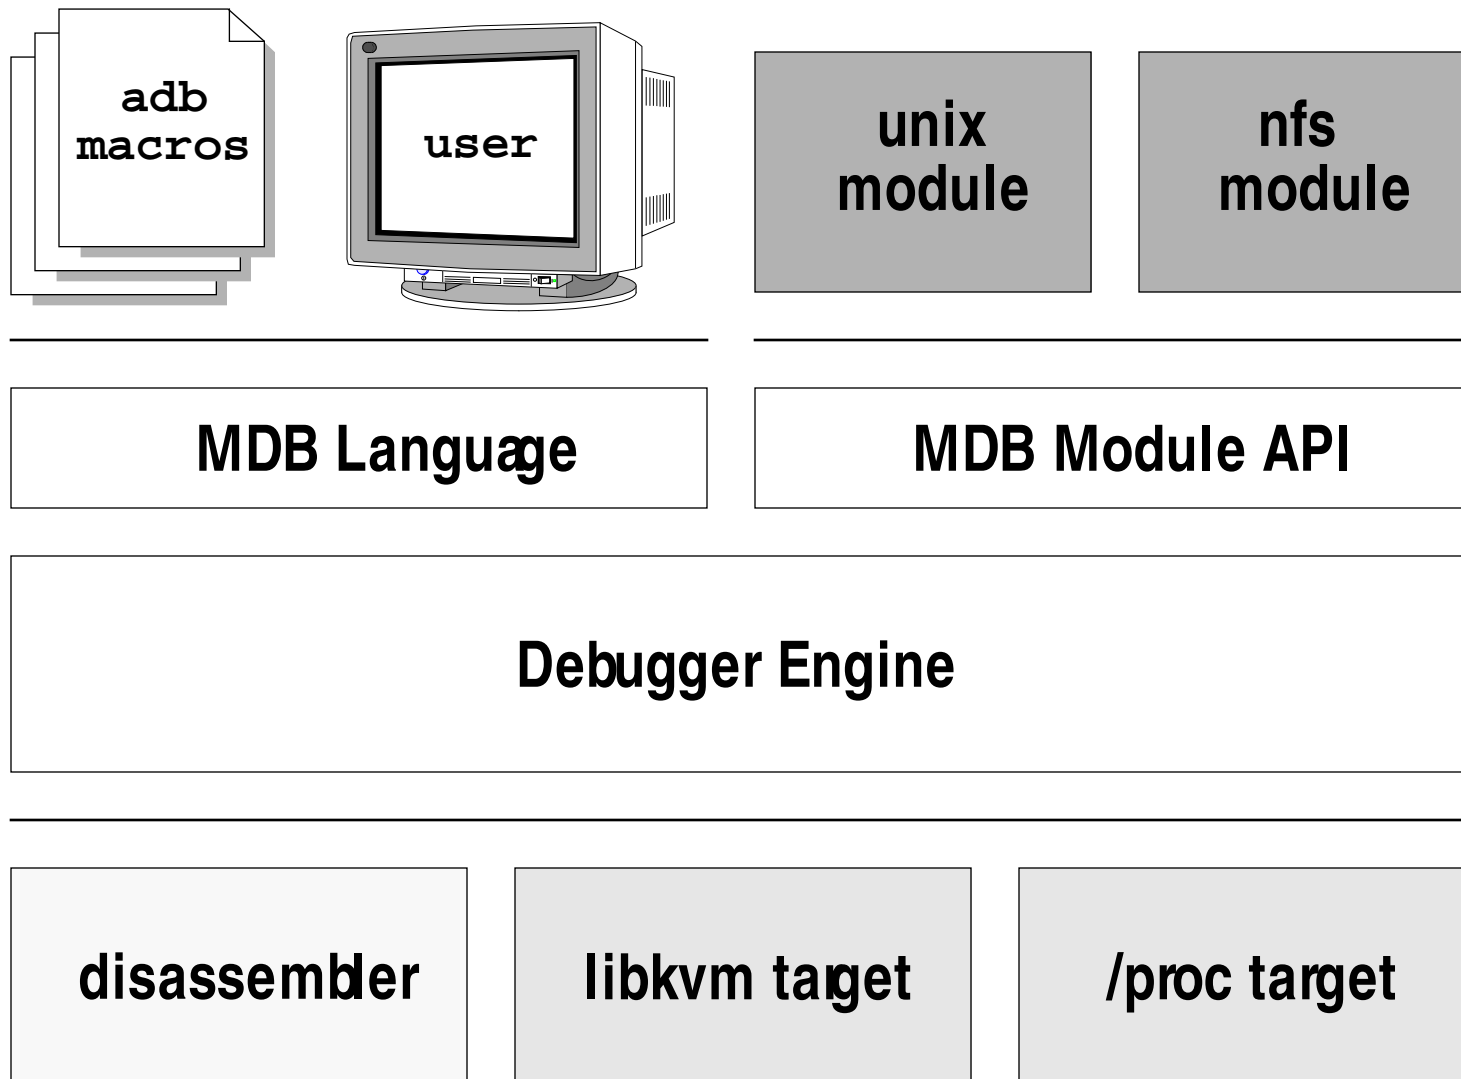 adb
macros
user
unix
module
nfs
module
MDB Language
MDB Module API
Debugger Engine
disassembler
libkvm target
/proc target